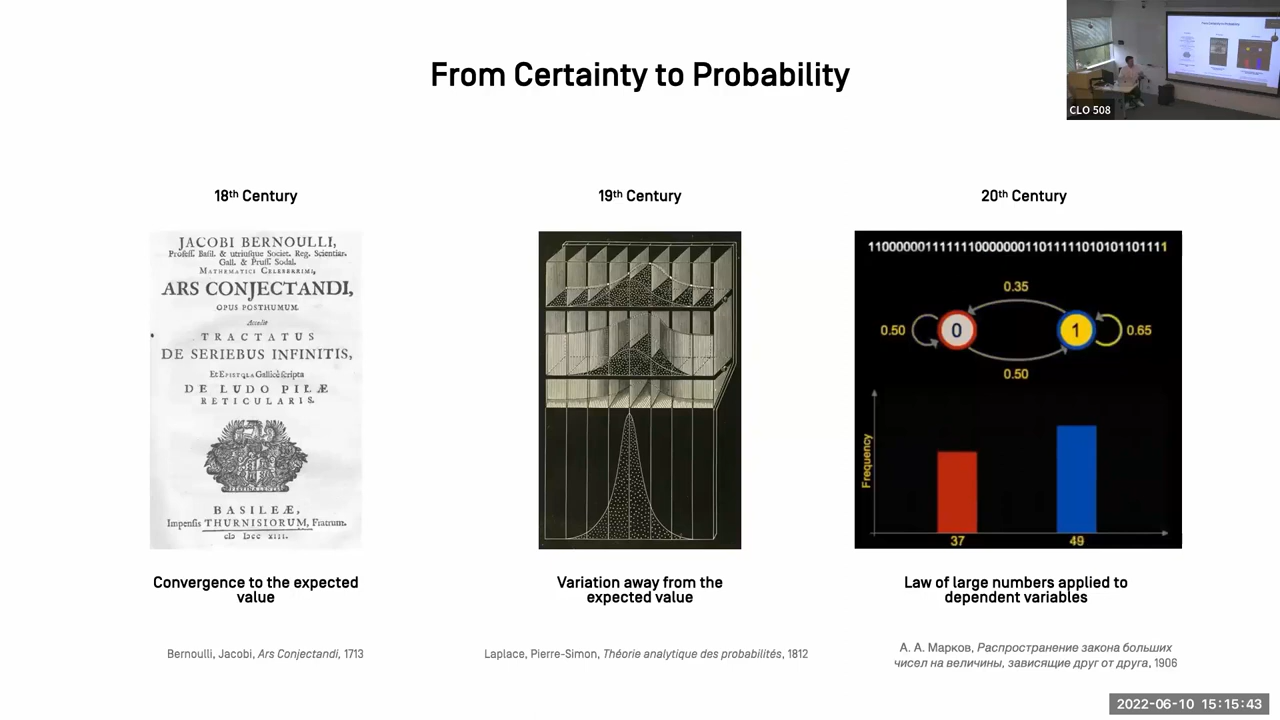 From Certainty to Probability
CLO 508
18th Century
JACOBI BERNOULLI,
Profess. Basil. & utriusque Societ. Reg. Scientiar.
Gall. & Pruss. Sodal.
MATHEMATICI CELEBERRIMI,
ARS CONJECTANDI,
OPUS POSTHUMUM.
Accedit
TRACTATUS
DE SERIEBUS INFINITIS,
Et EPISTOLA Gallicè scripta
DE LUDO PILÆ
RETICULARIS.
BASILEÆ,
Impensis THURNISIORUM, Fratrum.
Convergence to the expected
value
Bernoulli, Jacobi, Ars Conjectandi, 1713
19th Century
Variation away from the
expected value
Laplace, Pierre-Simon, Théorie analytique des probabilités, 1812
20th Century
0.35
0.50
0
1
0.65
0.50
Frequency
37
49
Law of large numbers applied to
dependent variables
А. А. Марков, Распространение закона больших
чисел на величины, зависящие друг от друга, 1906
2022-06-10 15:15:43